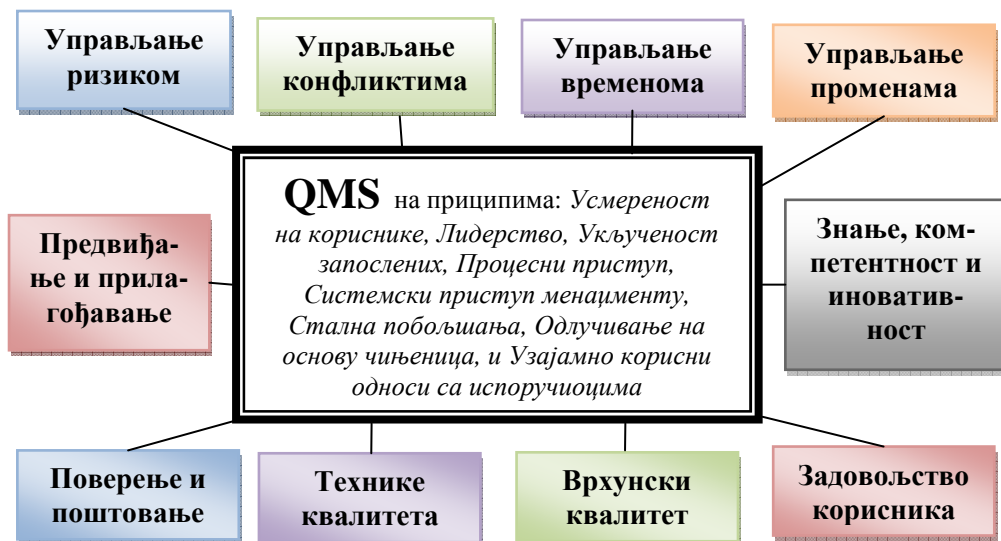 Управљање
ризиком
Управљање
конфликтима
Управљање
временома
Управљање
променама
QMS на приципима: Усмереност
на кориснике, Лидерство, Укљученост
запослених, Процесни приступ,
Системски приступ менаџменту,
Стална побољшања, Одлучивање на
основу чињеница, и Узајамно корисни
односи са испоручиоцима
Предвиђа-
ње и прила-
гођавање
Знање, ком-
петентност и
иноватив-
ност
Поверење и
поштовање
Технике
квалитета
Врхунски
квалитет
Задовољство
корисника